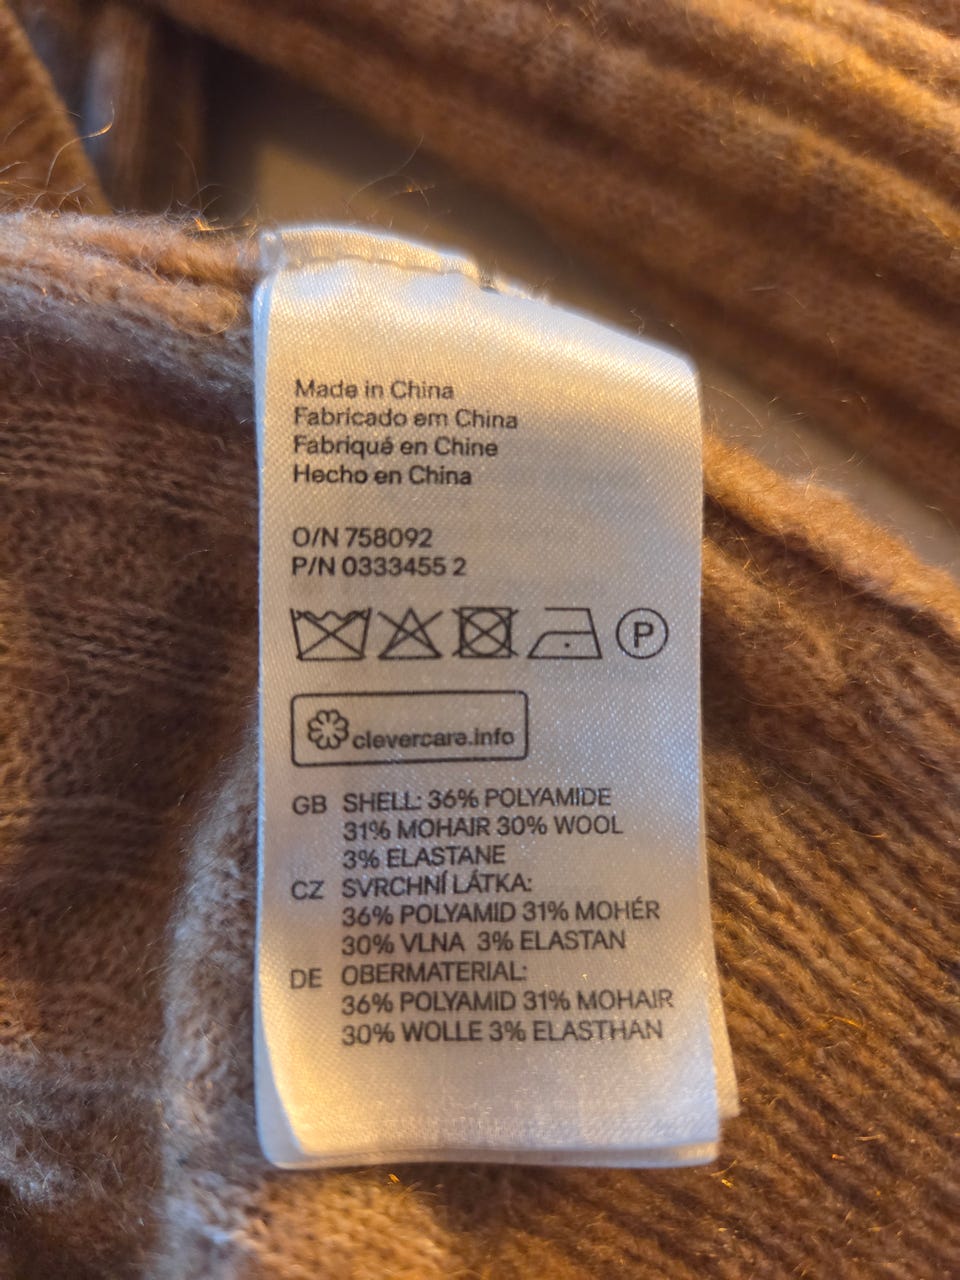 Made in China
Fabricado em China
Fabriqué en Chine
Hecho en China
O/N 758092
P/N 0333455 2
P
clevercare.info
GB SHELL: 36% POLYAMIDE
31% MOHAIR 30% WOOL
3% ELASTANE
CZ SVRCHNÍ LÁTKA:
36% POLYAMID 31% MOHÉR
30% VLNA 3% ELASTAN
DE OBERMATERIAL:
36% POLYAMID 31% MOHAIR
30% WOLLE 3% ELASTHAN